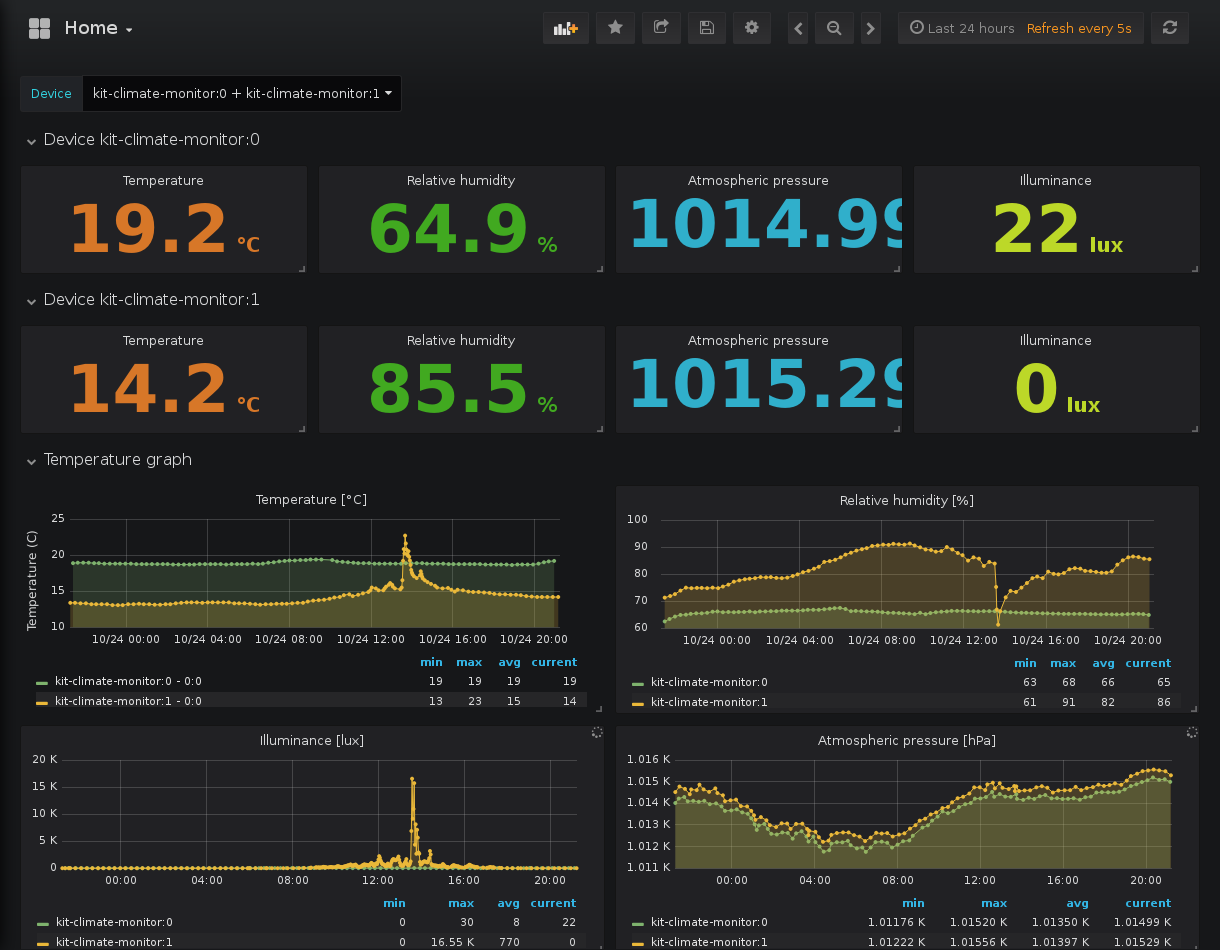 Home
Last 24 hours Refresh every 5s
Device kit-climate-monitor:0 + kit-climate-monitor:1
Device kit-climate-monitor:0
Temperature Relative humidity Atmospheric pressure Illuminance
19.2 °C 64.9 % 1014.99 22 lux
Device kit-climate-monitor:1
Temperature Relative humidity Atmospheric pressure Illuminance
14.2 °C 85.5 % 1015.29 0 lux
Temperature graph
Temperature [°C]
Temperature (C)
25
20
15
10
10/24 00:00 10/24 04:00 10/24 08:00 10/24 12:00 10/24 16:00 10/24 20:00
min max avg current
kit-climate-monitor:0 - 0:0 19 19 19 19
kit-climate-monitor:1 - 0:0 13 23 15 14
Relative humidity [%]
100
90
80
70
60
10/24 00:00 10/24 04:00 10/24 08:00 10/24 12:00 10/24 16:00 10/24 20:00
min max avg current
kit-climate-monitor:0 63 68 66 65
kit-climate-monitor:1 61 91 82 86
Illuminance [lux]
20 K
15 K
10 K
5 K
0
00:00 04:00 08:00 12:00 16:00 20:00
min max avg current
kit-climate-monitor:0 0 30 8 22
kit-climate-monitor:1 0 16.55 K 770 0
Atmospheric pressure [hPa]
1.016 K
1.015 K
1.014 K
1.013 K
1.012 K
1.011 K
00:00 04:00 08:00 12:00 16:00 20:00
min max avg current
kit-climate-monitor:0 1.01176 K 1.01520 K 1.01350 K 1.01499 K
kit-climate-monitor:1 1.01222 K 1.01556 K 1.01397 K 1.01529 K